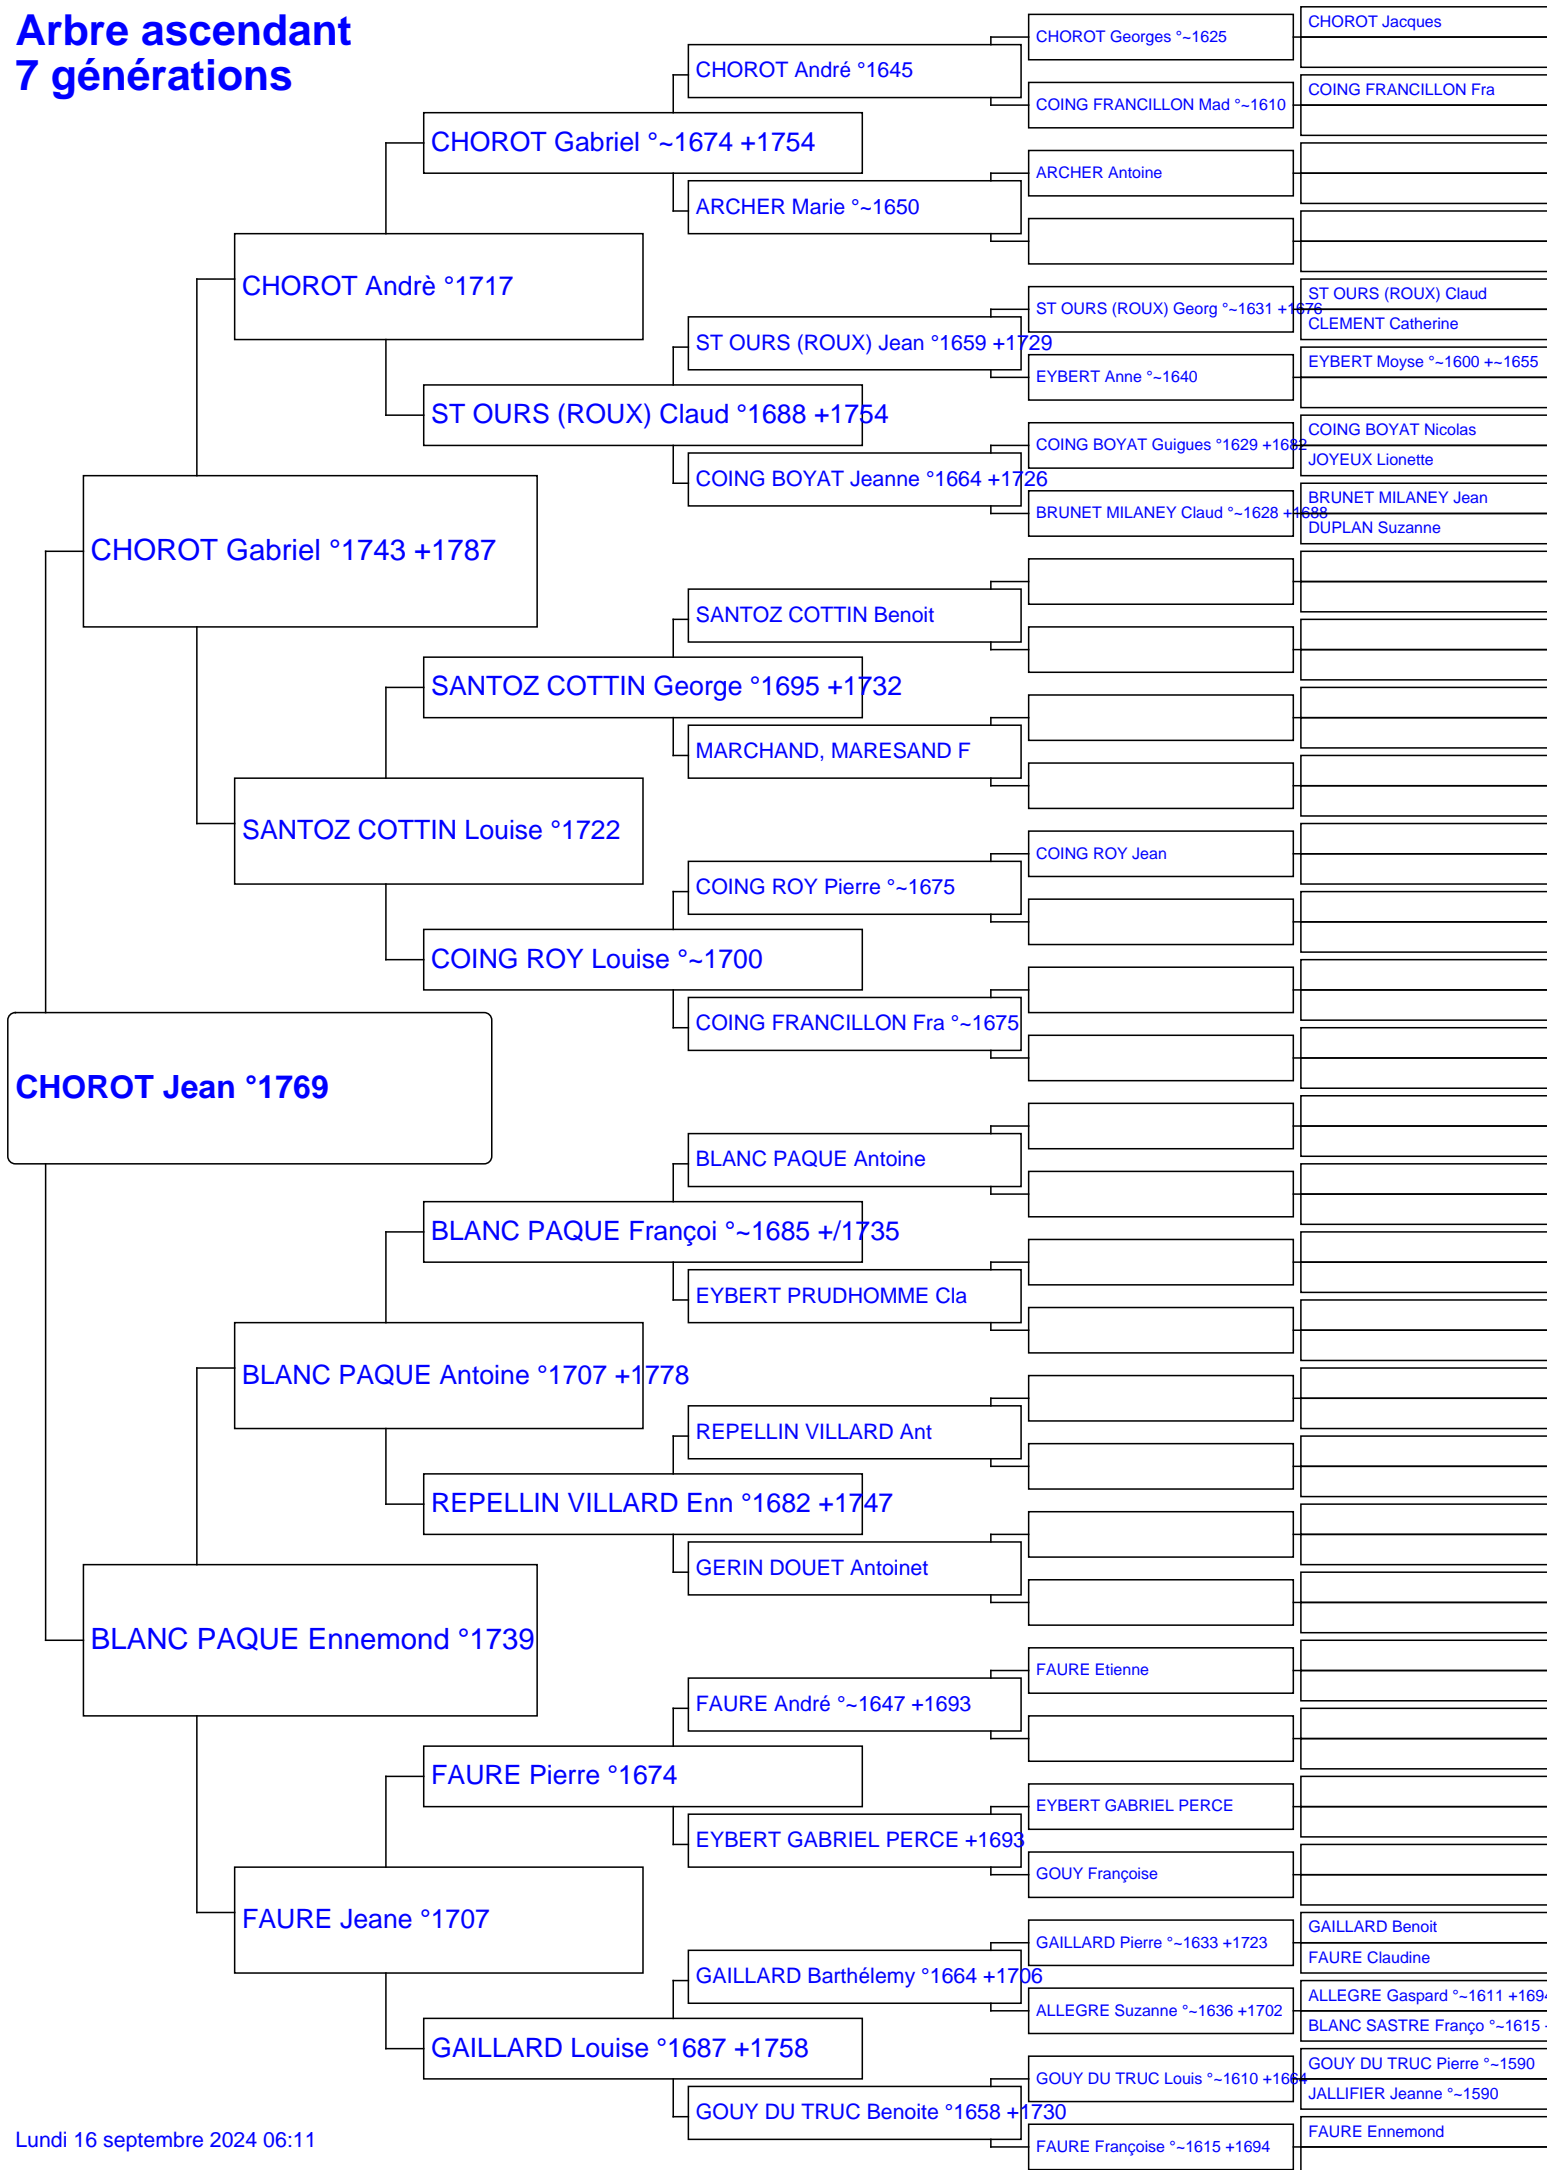 Arbre ascendant
7 générations
CHOROT Jacques
CHOROT Georges °~1625
CHOROT André °1645
COING FRANCILLON Fra
COING FRANCILLON Mad °~1610
CHOROT Gabriel °~1674 +1754
ARCHER Antoine
ARCHER Marie °~1650
CHOROT Andrè °1717
ST OURS (ROUX) Claud
ST OURS (ROUX) Georg °~1631 +1676
CLEMENT Catherine
ST OURS (ROUX) Jean °1659 +1729
EYBERT Moyse °~1600 +~1655
EYBERT Anne °~1640
ST OURS (ROUX) Claud °1688 +1754
COING BOYAT Nicolas
COING BOYAT Guigues °1629 +1682
JOYEUX Lionette
COING BOYAT Jeanne °1664 +1726
BRUNET MILANEY Jean
BRUNET MILANEY Claud °~1628 +1688
DUPLAN Suzanne
CHOROT Gabriel °1743 +1787
SANTOZ COTTIN Benoit
SANTOZ COTTIN George °1695 +1732
MARCHAND, MARESAND F
SANTOZ COTTIN Louise °1722
COING ROY Jean
COING ROY Pierre °~1675
COING ROY Louise °~1700
COING FRANCILLON Fra °~1675
CHOROT Jean °1769
BLANC PAQUE Antoine
BLANC PAQUE Françoi °~1685 +/1735
EYBERT PRUDHOMME Cla
BLANC PAQUE Antoine °1707 +1778
REPELLIN VILLARD Ant
REPELLIN VILLARD Enn °1682 +1747
GERIN DOUET Antoinet
BLANC PAQUE Ennemond °1739
FAURE Etienne
FAURE André °~1647 +1693
FAURE Pierre °1674
EYBERT GABRIEL PERCE
EYBERT GABRIEL PERCE +1693
GOUY Françoise
FAURE Jeane °1707
GAILLARD Benoit
GAILLARD Pierre °~1633 +1723
FAURE Claudine
GAILLARD Barthélemy °1664 +1706
ALLEGRE Gaspard °~1611 +1694
ALLEGRE Suzanne °~1636 +1702
BLANC SASTRE Franço °~1615
GAILLARD Louise °1687 +1758
GOUY DU TRUC Pierre °~1590
GOUY DU TRUC Louis °~1610 +1664
JALLIFIER Jeanne °~1590
GOUY DU TRUC Benoite °1658 +1730
FAURE Ennemond
FAURE Françoise °~1615 +1694
Lundi 16 septembre 2024 06:11